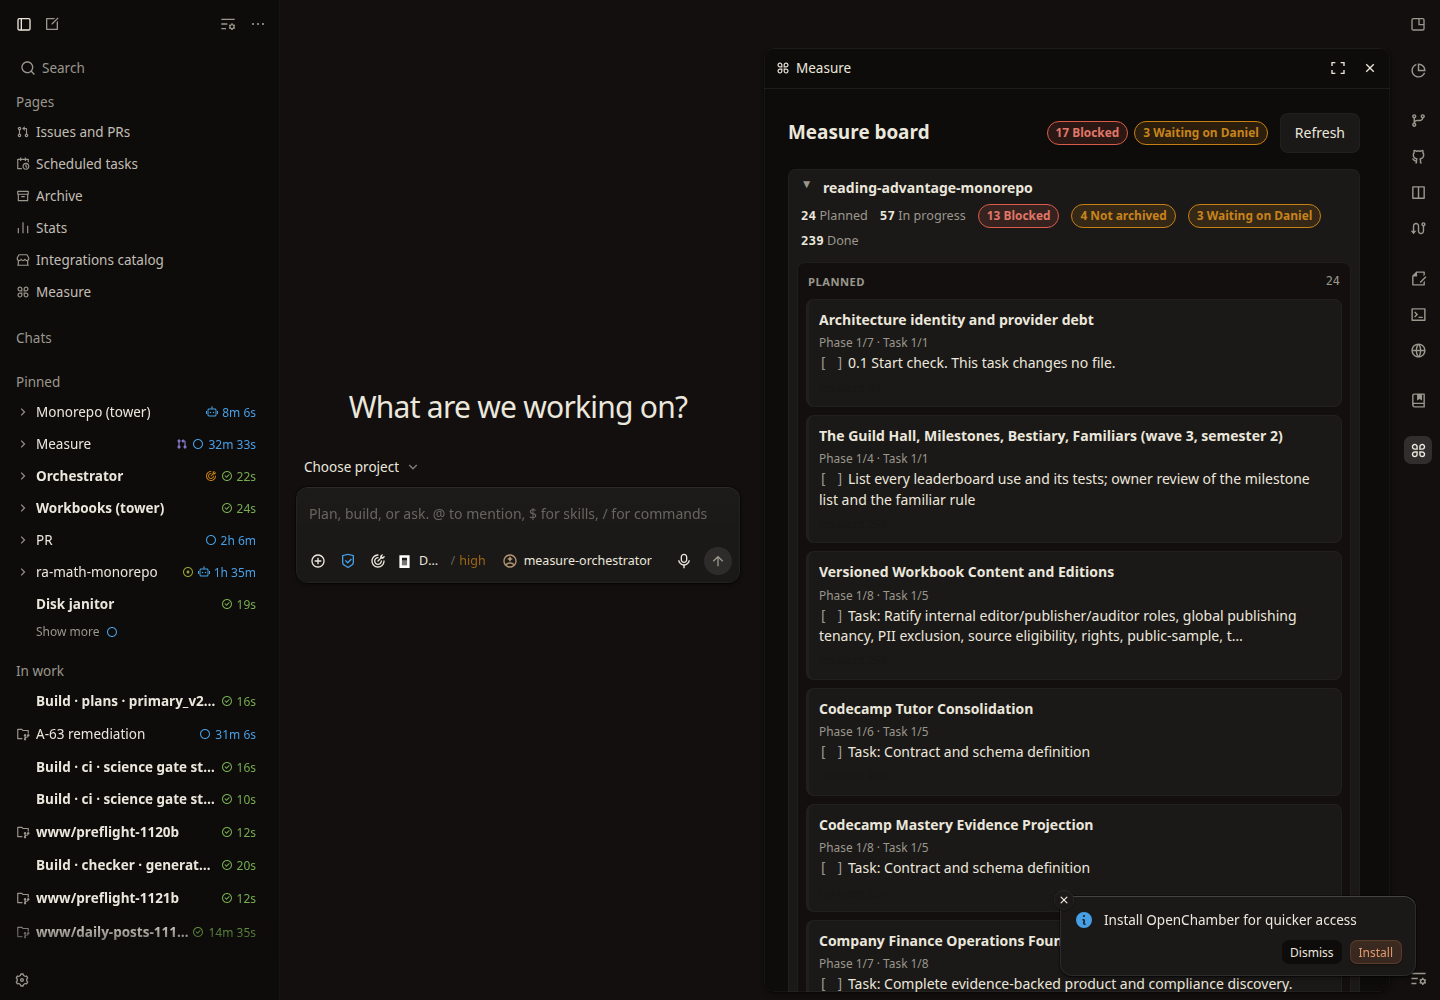 Search
Pages
Issues and PRs
Scheduled tasks
Archive
Stats
Integrations catalog
Measure
Chats
Pinned
Monorepo (tower) 8m 6s
Measure 32m 33s
Orchestrator 22s
Workbooks (tower) 24s
PR 2h 6m
ra-math-monorepo 1h 35m
Disk janitor 19s
Show more
In work
Build · plans · primary_v2... 16s
A-63 remediation 31m 6s
Build · ci · science gate st... 16s
Build · ci · science gate st... 10s
www/preflight-1120b 12s
Build · checker · generat... 20s
www/preflight-1121b 12s
www/daily-posts-111... 14m 35s
What are we working on?
Choose project
Plan, build, or ask. @ to mention, $ for skills, / for commands
D... / high measure-orchestrator
Measure
Measure board 17 Blocked 3 Waiting on Daniel Refresh
reading-advantage-monorepo
24 Planned 57 In progress 13 Blocked 4 Not archived 3 Waiting on Daniel
239 Done
PLANNED 24
Architecture identity and provider debt
Phase 1/7 · Task 1/1
[ ] 0.1 Start check. This task changes no file.
The Guild Hall, Milestones, Bestiary, Familiars (wave 3, semester 2)
Phase 1/4 · Task 1/1
[ ] List every leaderboard use and its tests; owner review of the milestone
list and the familiar rule
Versioned Workbook Content and Editions
Phase 1/8 · Task 1/5
[ ] Task: Ratify internal editor/publisher/auditor roles, global publishing
tenancy, PII exclusion, source eligibility, rights, public-sample, t...
Codecamp Tutor Consolidation
Phase 1/6 · Task 1/5
[ ] Task: Contract and schema definition
Codecamp Mastery Evidence Projection
Phase 1/8 · Task 1/5
[ ] Task: Contract and schema definition
Company Finance Operations Four
Phase 1/7 · Task 1/8
[ ] Task: Complete evidence-backed product and compliance discovery.
Install OpenChamber for quicker access
Dismiss Install